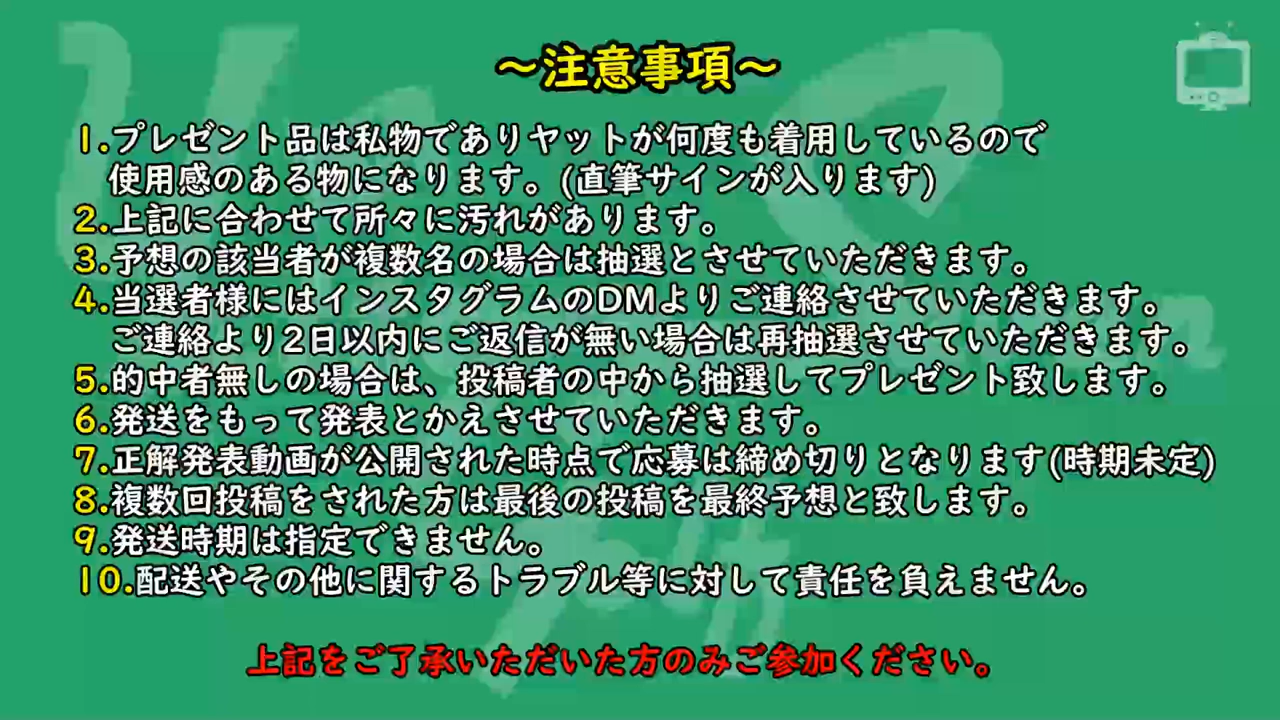 ～注意事項～
1.プレゼント品は私物でありヤットが何度も着用しているので
使用感のある物になります。(直筆サインが入ります)
2.上記に合わせて所々に汚れがあります。
3.予想の該当者が複数名の場合は抽選とさせていただきます。
4.当選者様にはインスタグラムのDMよりご連絡させていただきます。
ご連絡より2日以内にご返信が無い場合は再抽選させていただきます。
5.的中者無しの場合は、投稿者の中から抽選してプレゼント致します。
6.発送をもって発表とかえさせていただきます。
7.正解発表動画が公開された時点で応募は締め切りとなります(時期未定)
8.複数回投稿をされた方は最後の投稿を最終予想と致します。
9.発送時期は指定できません。
10.配送やその他に関するトラブル等に対して責任を負えません。
上記をご了承いただいた方のみご参加ください。